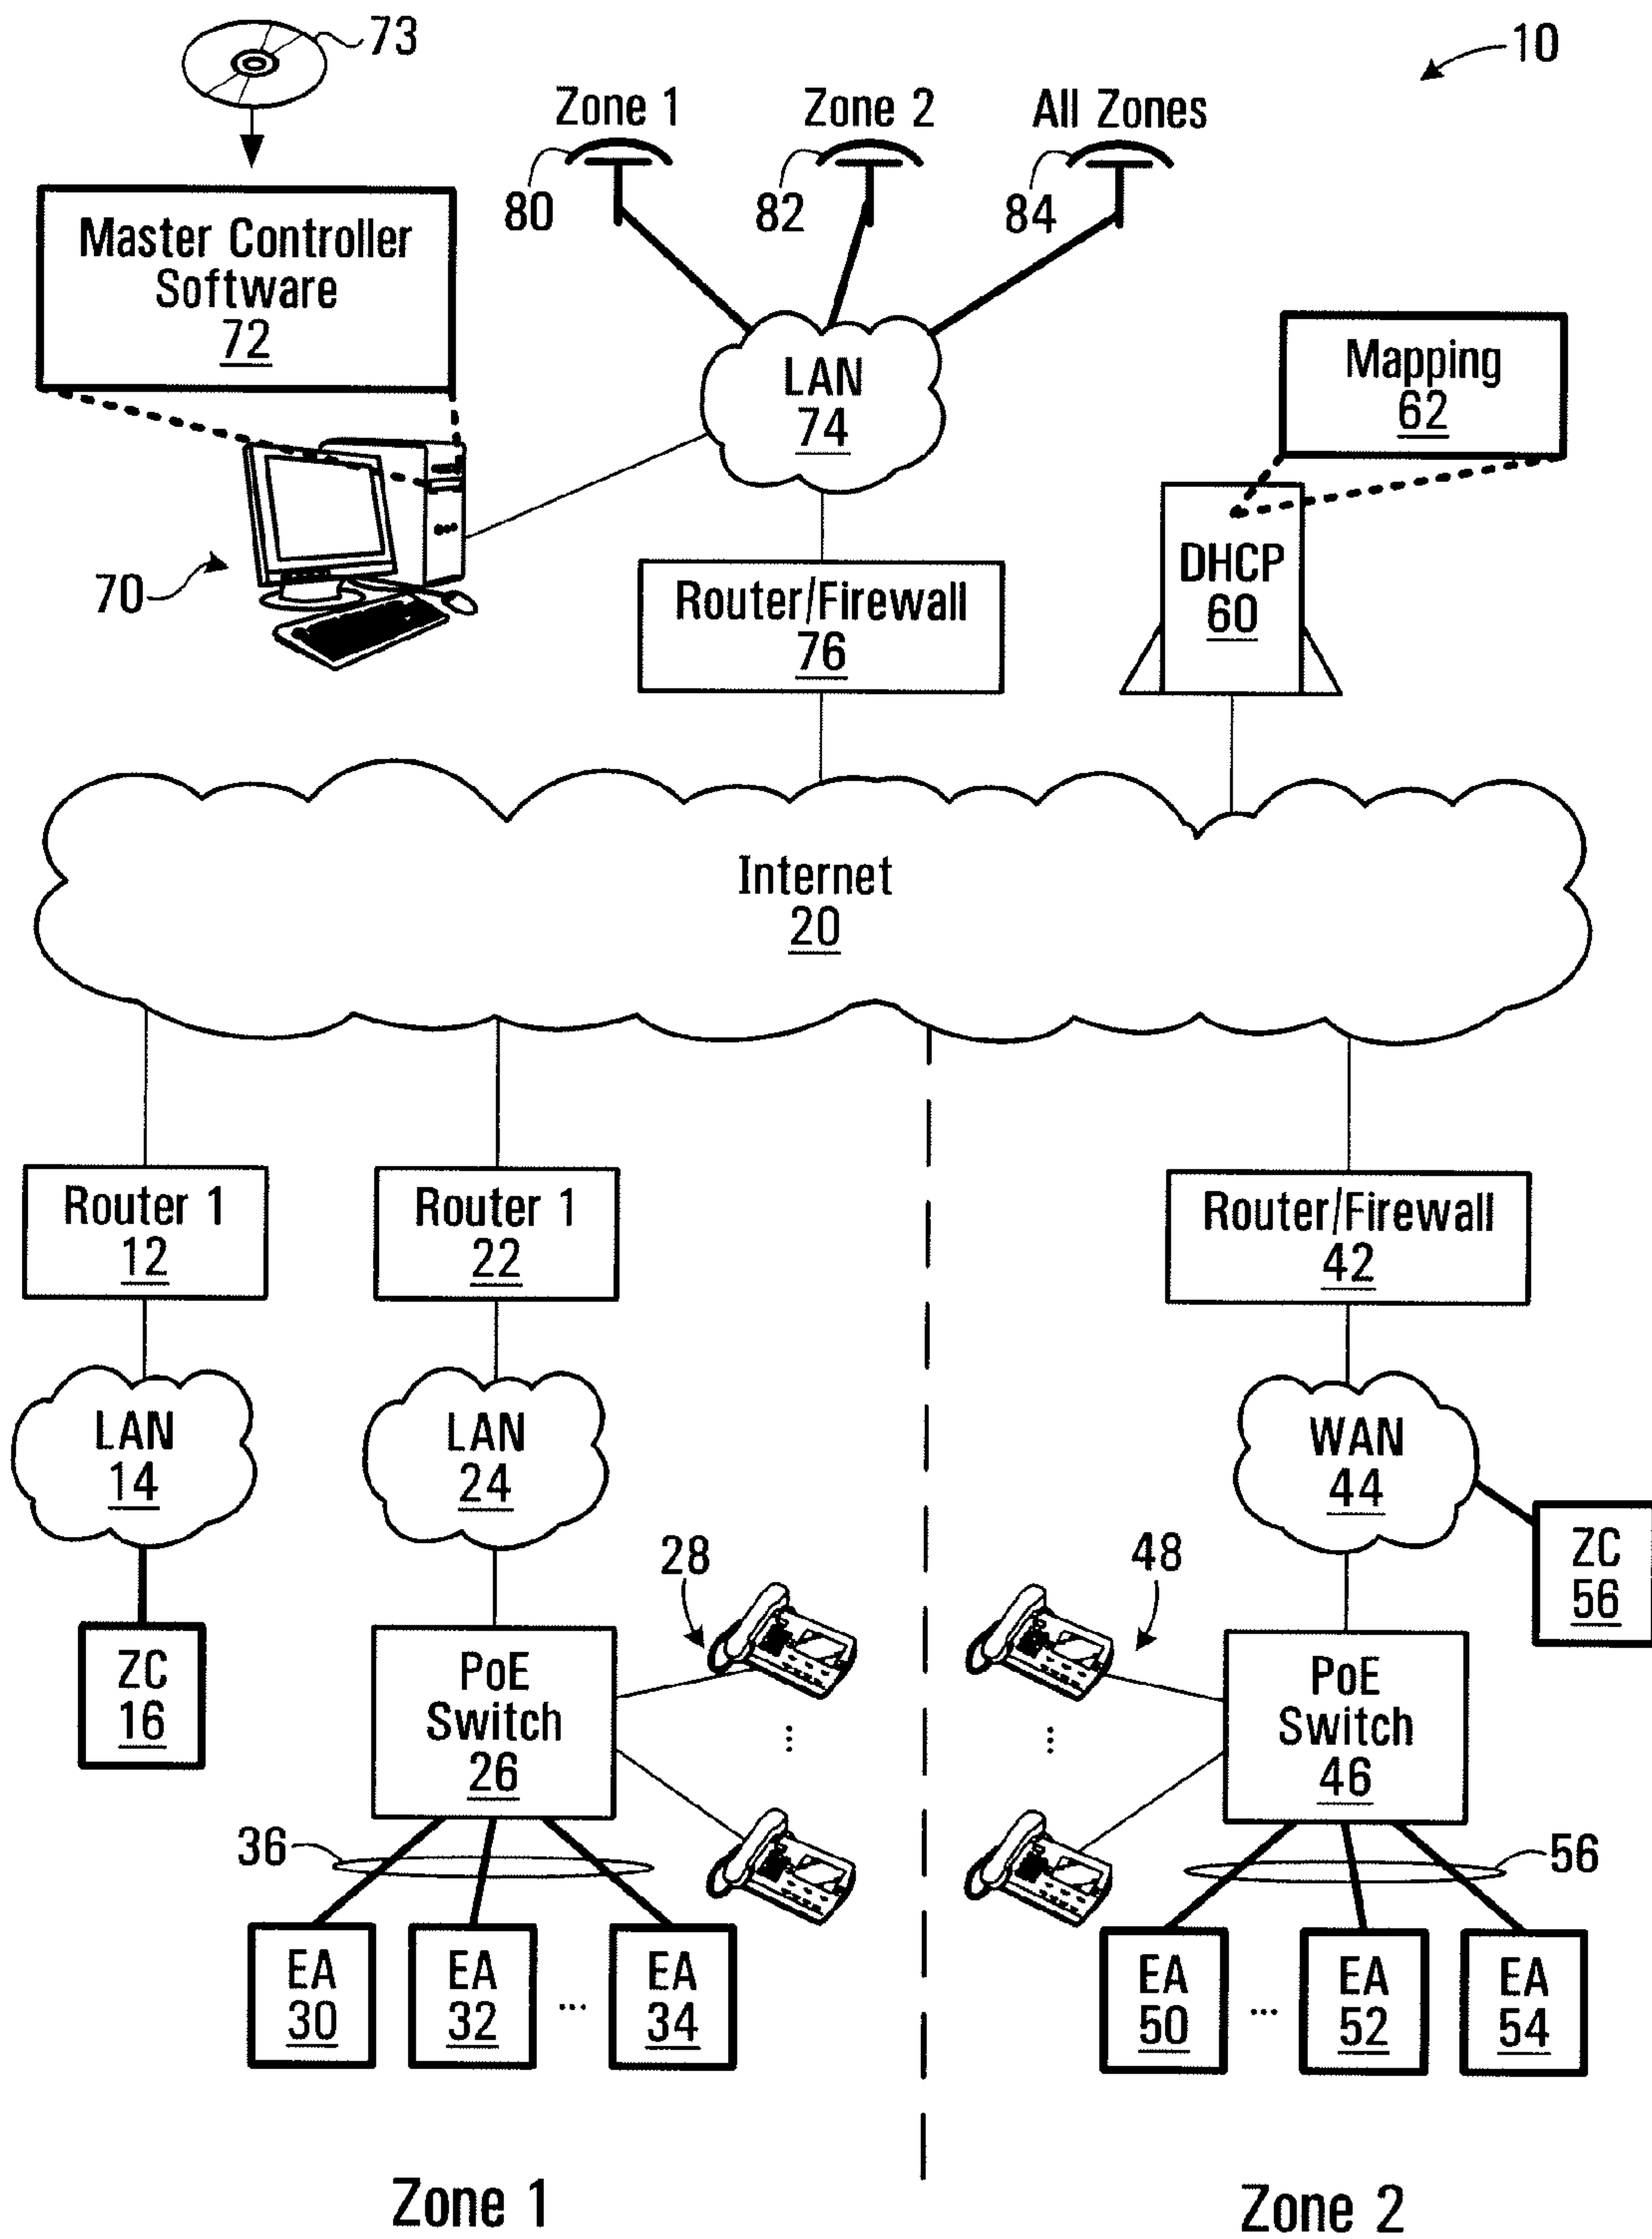 73
10
Zone 1
Zone 2
All Zones
80
82
84
Master Controller
Software
72
LAN
74
Mapping
62
70
Router/Firewall
76
DHCP
60
Internet
20
Router 1
12
Router 1
22
Router/Firewall
42
LAN
14
LAN
24
WAN
44
ZC
56
28
48
ZC
16
PoE
Switch
26
...
...
PoE
Switch
46
36
56
EA
30
EA
32
...
EA
34
EA
50
...
EA
52
EA
54
Zone 1
Zone 2